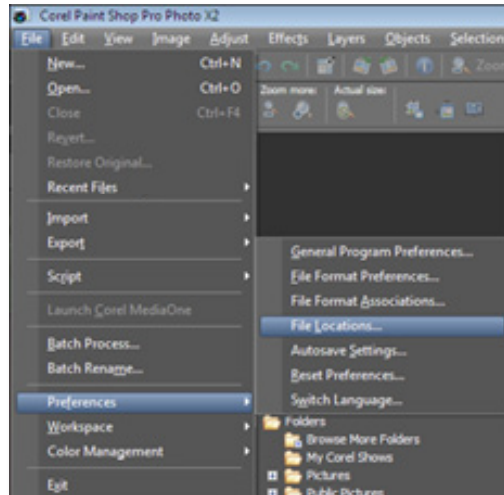 Corel Paint Shop Pro Photo X2
File Edit View Image Adjust Effects Layers Objects Selection
New... Ctrl+N
Open... Ctrl+O
Zoom more: Actual size:
Close Ctrl+F4
Revert...
Restore Original...
Recent Files
Import
Export
General Program Preferences...
File Format Preferences...
Script
File Format Associations...
Launch Corel MediaOne
File Locations...
Batch Process...
Autosave Settings...
Batch Rename...
Reset Preferences...
Preferences
Switch Language...
Workspace
Folders
Browse More Folders
Color Management
My Corel Shows
Pictures
Exit
Public Pictures